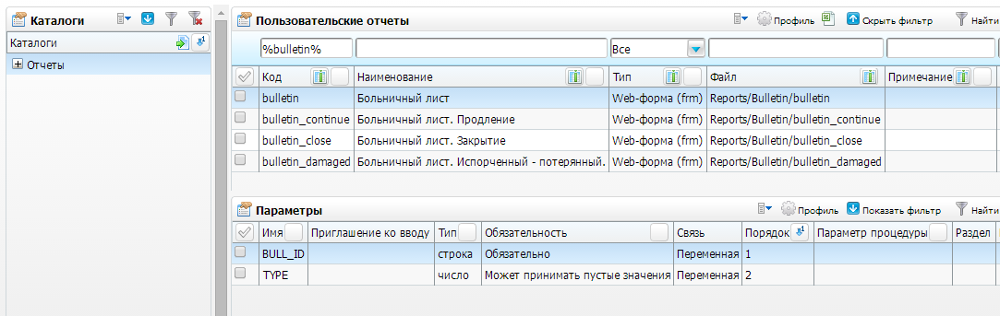 Каталоги
Каталоги
Отчеты
Пользовательские отчеты
Профиль
Скрыть фильтр
Найти
%bulletin%
Все
Код Наименование Тип Файл Примечание
bulletin Больничный лист Web-форма (frm) Reports/Bulletin/bulletin
bulletin_continue Больничный лист. Продление Web-форма (frm) Reports/Bulletin/bulletin_continue
bulletin_close Больничный лист. Закрытие Web-форма (frm) Reports/Bulletin/bulletin_close
bulletin_damaged Больничный лист. Испорченный - потерянный. Web-форма (frm) Reports/Bulletin/bulletin_damaged
Параметры
Профиль
Показать фильтр
Найти
Имя Приглашение ко вводу Тип Обязательность Связь Порядок Параметр процедуры Раздел
BULL_ID строка Обязательно Переменная 1
TYPE число Может принимать пустые значения Переменная 2